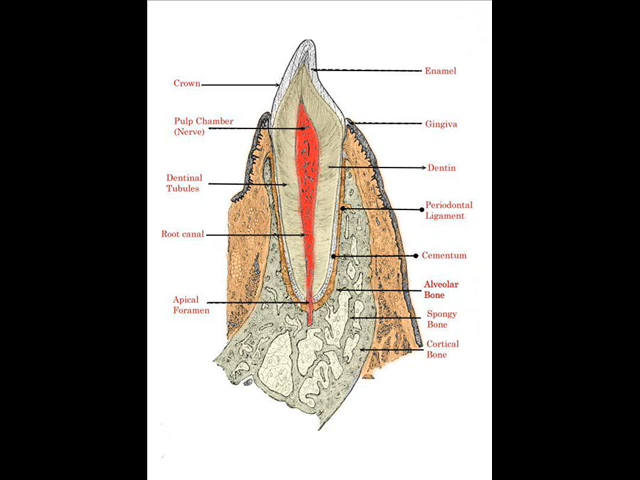 Enamel
Crown
Pulp Chamber
(Nerve)
Gingiva
Dentin
Dentinal
Tubules
Periodontal
Ligament
Root canal
Cementum
Alveolar
Bone
Apical
Foramen
Spongy
Bone
Cortical
Bone